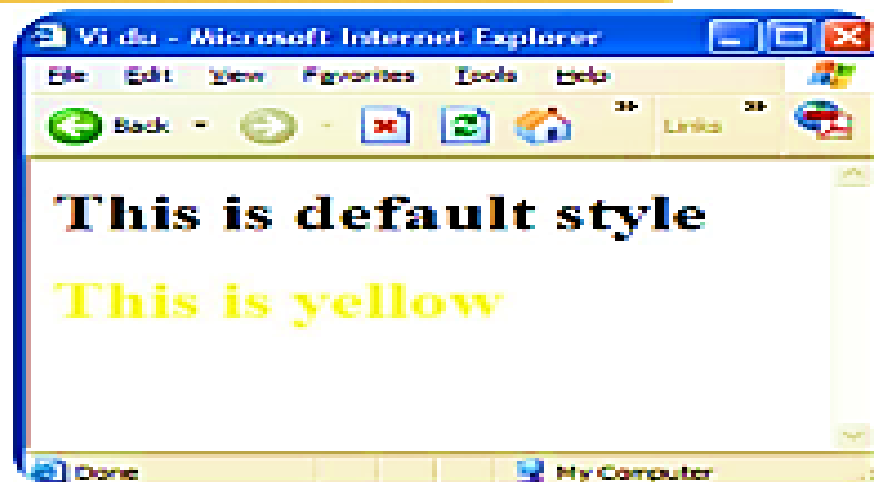 Vi du - Microsoft Internet Explorer
File Edit View Favorites Tools Help
Back Links
This is default style
This is yellow
Done My Computer